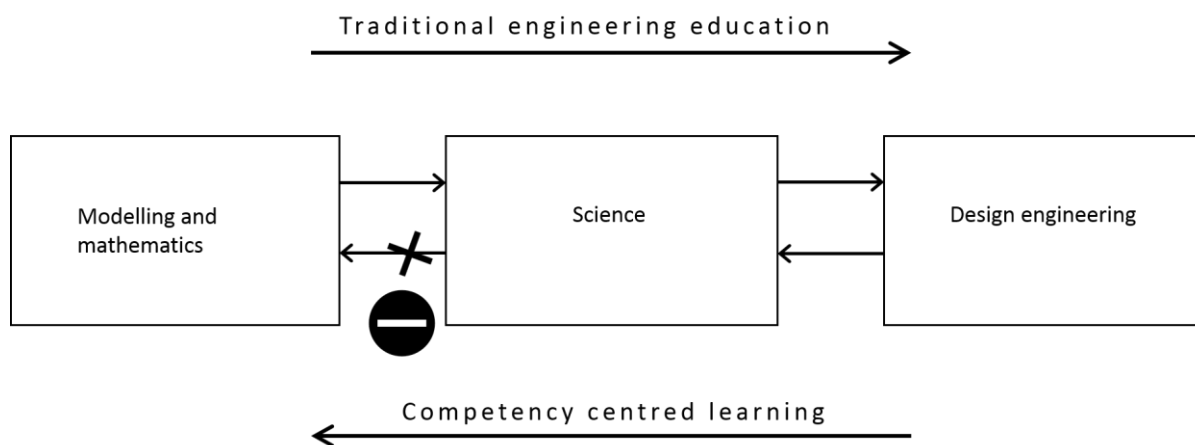 Traditional engineering education
Modelling and
mathematics
Science
Design engineering
Competency centred learning